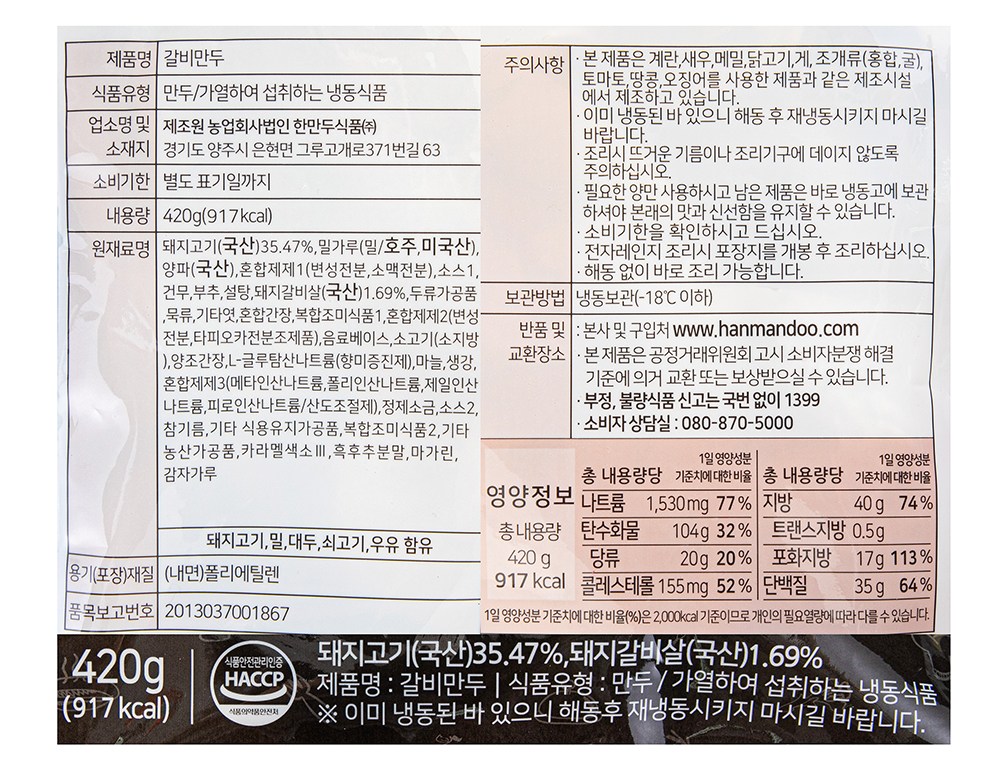 제품명 갈비만두
식품유형 만두/가열하여 섭취하는 냉동식품
업소명 및 소재지 제조원 농업회사법인 한만두식품㈜
경기도 양주시 은현면 그루고개로371번길 63
소비기한 별도 표기일까지
내용량 420g(917kcal)
원재료명 돼지고기(국산)35.47%,밀가루(밀/호주,미국산),
양파(국산),혼합제제1(변성전분,소맥전분),소스1,
건무,부추,설탕,돼지갈비살(국산)1.69%,두류가공품
,묵류,기타엿,혼합간장,복합조미식품1,혼합제제2(변성
전분,타피오카전분조제품),음료베이스,소고기(소지방
),양조간장,L-글루탐산나트륨(향미증진제),마늘,생강,
혼합제제3(메타인산나트륨,폴리인산나트륨,제일인산
나트륨,피로인산나트륨/산도조절제),정제소금,소스2,
참기름,기타 식용유지가공품,복합조미식품2,기타
농산가공품,카라멜색소Ⅲ,흑후추분말,마가린,
감자가루
돼지고기,밀,대두,쇠고기,우유 함유
용기(포장)재질 (내면)폴리에틸렌
품목보고번호 2013037001867
주의사항 · 본 제품은 계란,새우,메밀,닭고기,게, 조개류(홍합,굴),
토마토,땅콩,오징어를 사용한 제품과 같은 제조시설
에서 제조하고 있습니다.
· 이미 냉동된 바 있으니 해동 후 재냉동시키지 마시길
바랍니다.
· 조리시 뜨거운 기름이나 조리기구에 데이지 않도록
주의하십시오.
· 필요한 양만 사용하시고 남은 제품은 바로 냉동고에 보관
하셔야 본래의 맛과 신선함을 유지할 수 있습니다.
· 소비기한을 확인하시고 드십시오.
· 전자레인지 조리시 포장지를 개봉 후 조리하십시오.
· 해동 없이 바로 조리 가능합니다.
보관방법 냉동보관(-18℃ 이하)
반품 및 교환장소 : 본사 및 구입처 www.hanmandoo.com
· 본 제품은 공정거래위원회 고시 소비자분쟁 해결
기준에 의거 교환 또는 보상받으실 수 있습니다.
· 부정, 불량식품 신고는 국번 없이 1399
· 소비자 상담실 : 080-870-5000
영양정보
총 내용량
420 g
917 kcal
총 내용량당 1일 영양성분 기준치에 대한 비율
나트륨 1,530mg 77%
탄수화물 104g 32%
당류 20g 20%
콜레스테롤 155mg 52%
총 내용량당 1일 영양성분 기준치에 대한 비율
지방 40g 74%
트랜스지방 0.5g
포화지방 17g 113%
단백질 35g 64%
1일 영양성분 기준치에 대한 비율(%)은 2,000kcal 기준이므로 개인의 필요열량에 따라 다를 수 있습니다.
420g
(917 kcal)
식품안전관리인증
HACCP
식품의약품안전처
돼지고기(국산)35.47%,돼지갈비살(국산)1.69%
제품명 : 갈비만두 | 식품유형 : 만두 / 가열하여 섭취하는 냉동식품
※ 이미 냉동된 바 있으니 해동후 재냉동시키지 마시길 바랍니다.